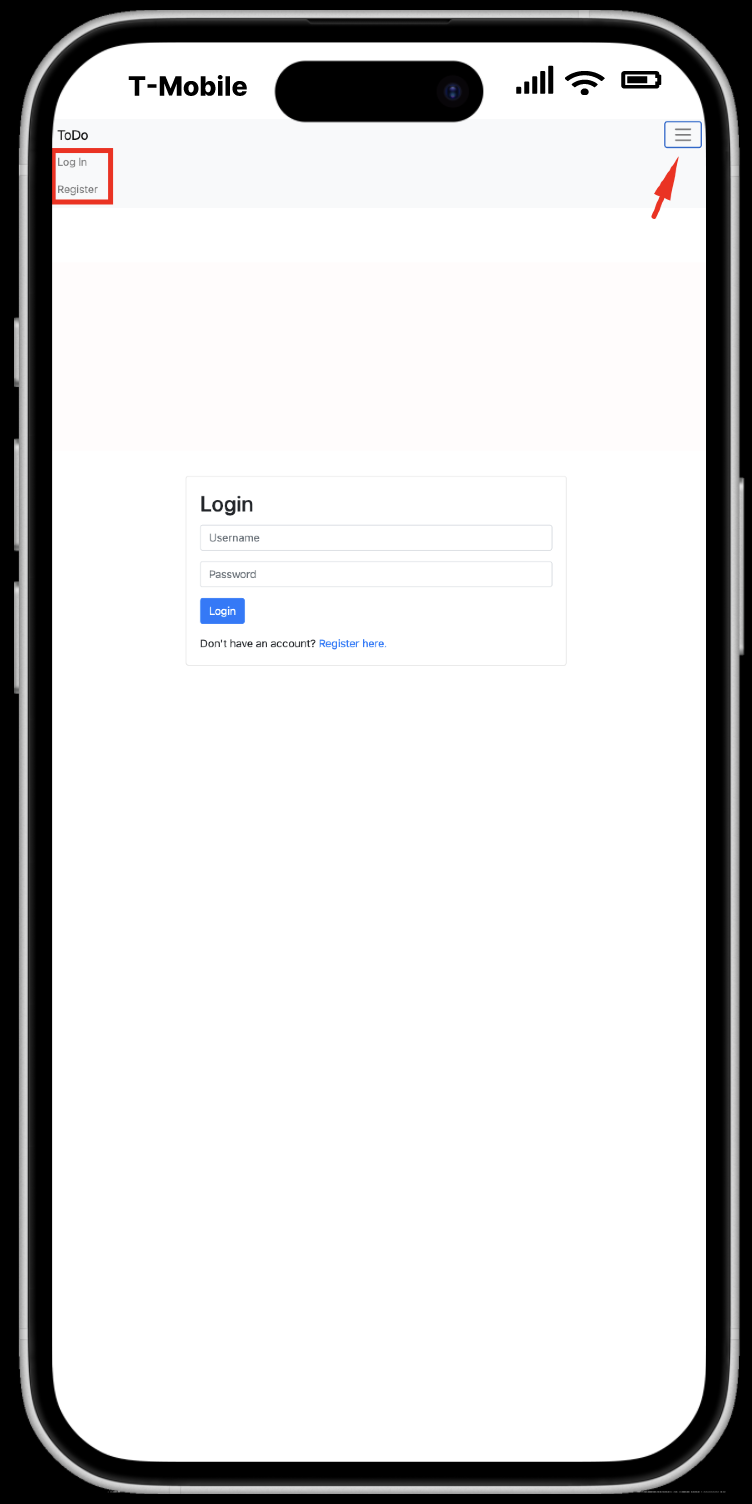 T-Mobile
ToDo
Log In
Register
Login
Username
Password
Login
Don't have an account? Register here.